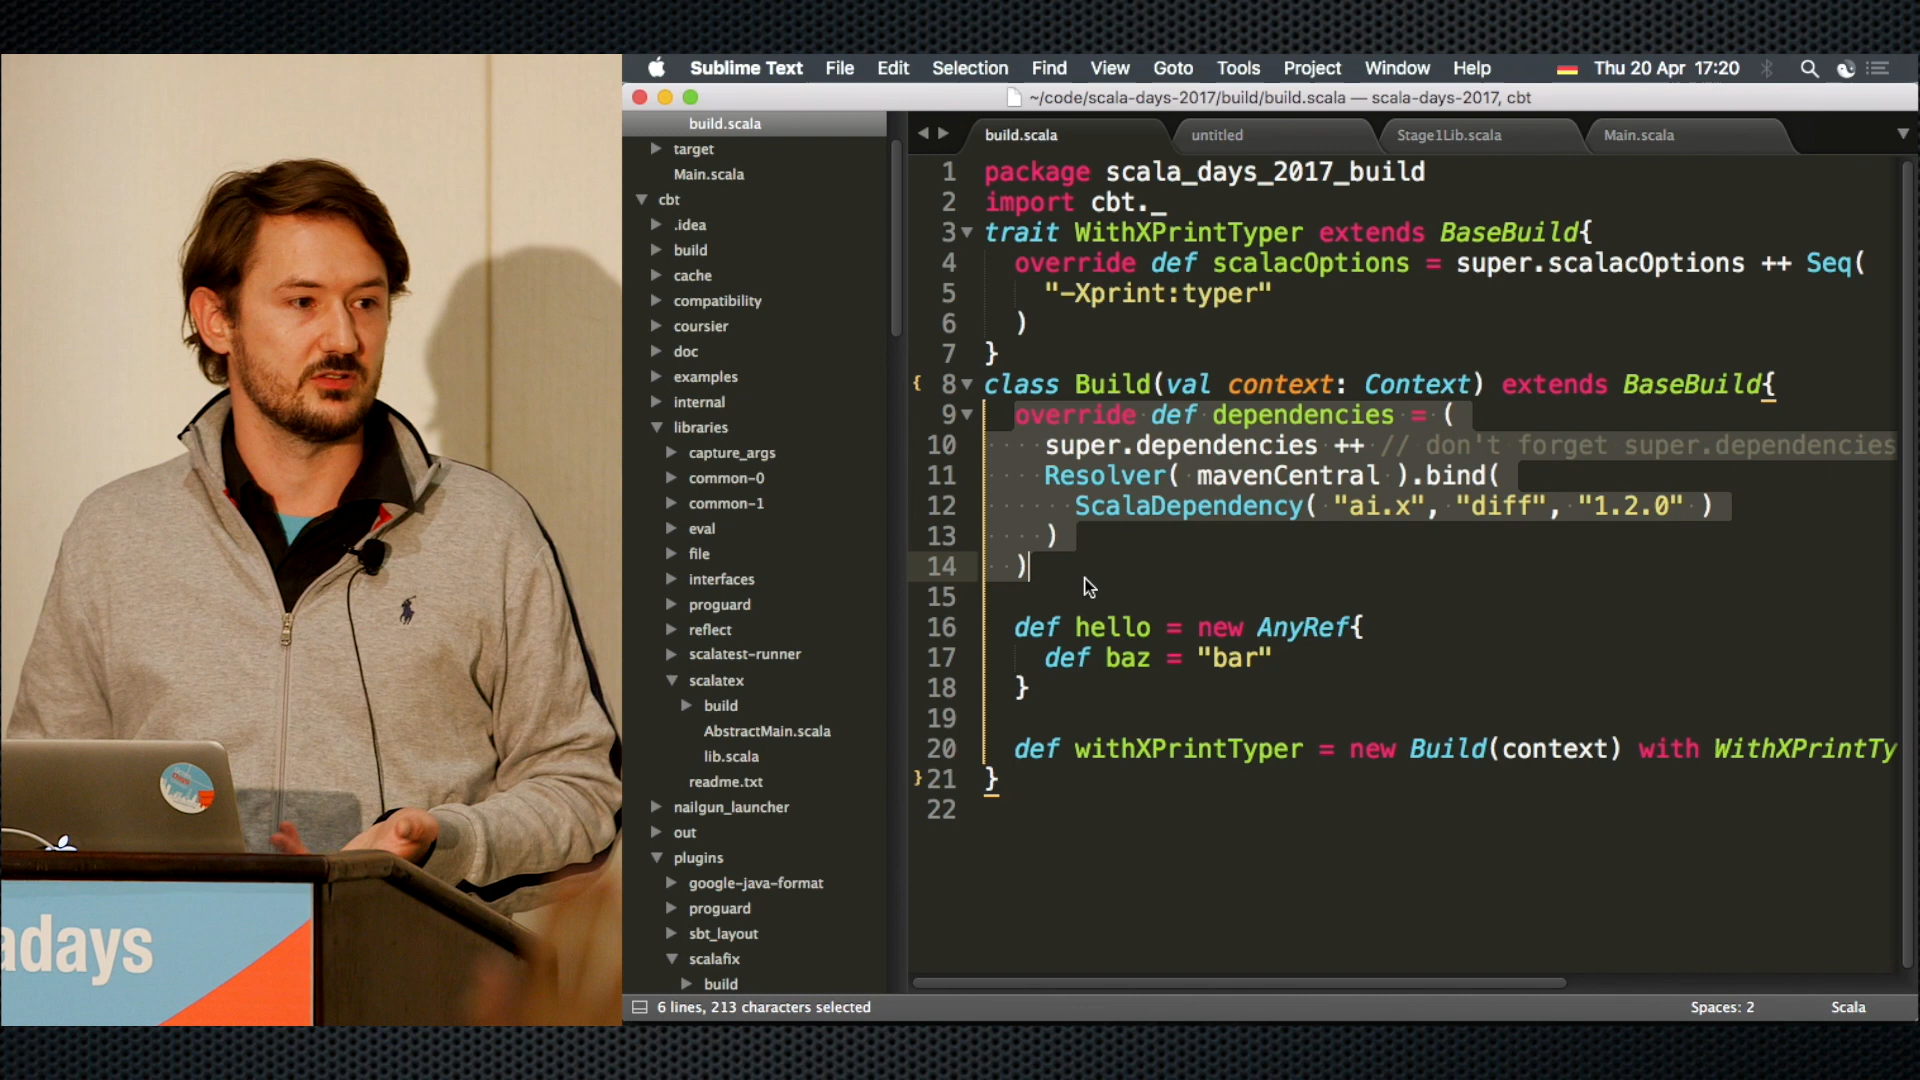 Sublime Text File Edit Selection Find View Goto Tools Project Window Help Thu 20 Apr 17:20
~/code/scala-days-2017/build/build.scala — scala-days-2017, cbt
build.scala
target
Main.scala
cbt
.idea
build
cache
compatibility
coursier
doc
examples
internal
libraries
capture_args
common-0
common-1
eval
file
interfaces
proguard
reflect
scalatest-runner
scalatex
build
AbstractMain.scala
lib.scala
readme.txt
nailgun_launcher
out
plugins
google-java-format
proguard
sbt_layout
scalafix
build
build.scala untitled Stage1Lib.scala Main.scala
1 package scala_days_2017_build
2 import cbt._
3 trait WithXPrintTyper extends BaseBuild{
4 override def scalacOptions = super.scalacOptions ++ Seq(
5 "-Xprint:typer"
6 )
7 }
8 class Build(val context: Context) extends BaseBuild{
9 override def dependencies = (
10 super.dependencies ++ // don't forget super.dependencies
11 Resolver( mavenCentral ).bind(
12 ScalaDependency( "ai.x", "diff", "1.2.0" )
13 )
14 )
15
16 def hello = new AnyRef{
17 def baz = "bar"
18 }
19
20 def withXPrintTyper = new Build(context) with WithXPrintTy
21 }
22
6 lines, 213 characters selected Spaces: 2 Scala
adays